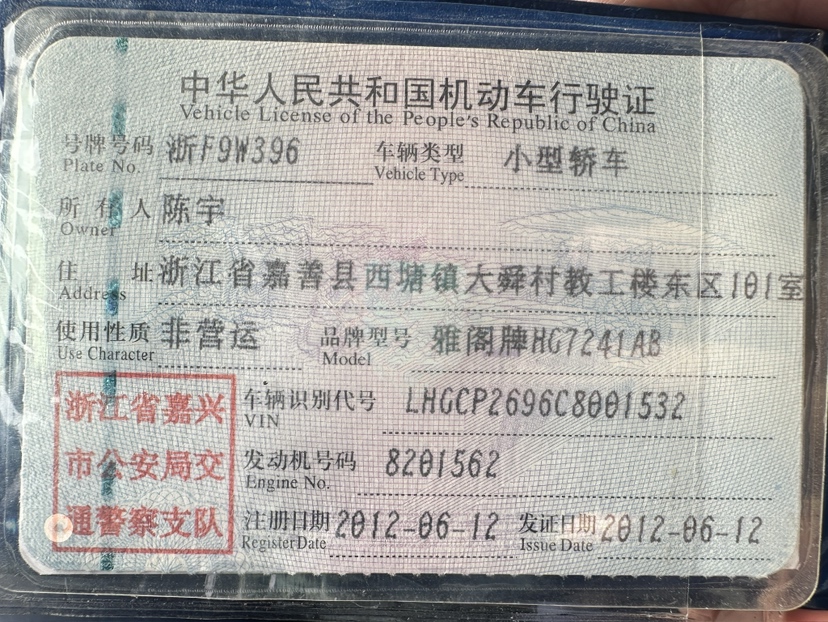 中华人民共和国机动车行驶证
Vehicle License of the People's Republic of China
号牌号码 浙F9W396 车辆类型 小型轿车
Plate No. Vehicle Type
所有人 陈宇
Owner
住址 浙江省嘉善县西塘镇大舜村教工楼东区101室
Address
使用性质 非营运 品牌型号 雅阁牌HG7241AB
Use Character Model
浙江省嘉兴
市公安局交
通警察支队
车辆识别代号 LHGCP2696C8001532
VIN
发动机号码 8201562
Engine No.
注册日期 2012-06-12 发证日期 2012-06-12
Register Date Issue Date